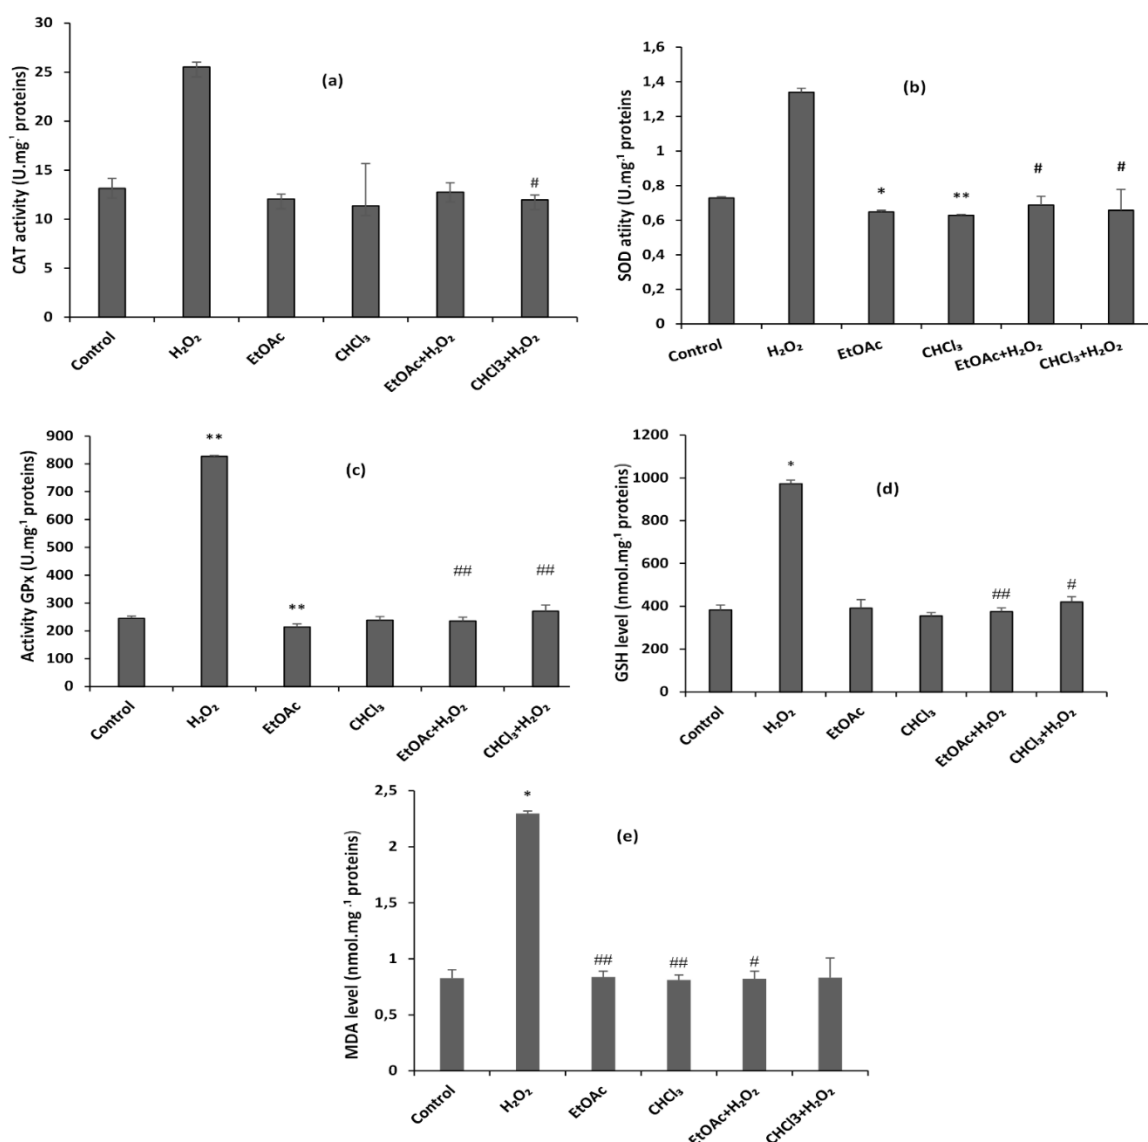 (a)
CAT activity (U.mg⁻¹ proteins)
30
25
20
15
10
5
0
#
Control
H₂O₂
EtOAc
CHCl₃
EtOAc+H₂O₂
CHCl3+H₂O₂
(b)
SOD atiity (U.mg⁻¹ proteins
1,6
1,4
1,2
1
0,8
0,6
0,4
0,2
0
*
**
#
#
Control
H₂O₂
EtOAc
CHCl₃
EtOAc+H₂O₂
CHCl₃+H₂O₂
(c)
Activity GPx (U.mg⁻¹ proteins)
900
800
700
600
500
400
300
200
100
0
**
**
##
##
Control
H₂O₂
EtOAc
CHCl₃
EtOAc+H₂O₂
CHCl₃+H₂O₂
(d)
GSH level (nmol.mg⁻¹ proteins)
1200
1000
800
600
400
200
0
*
##
#
Control
H₂O₂
EtOAc
CHCl₃
EtOAc+H₂O₂
CHCl₃+H₂O₂
(e)
MDA level (nmol.mg ⁻¹ proteins)
2,5
2
1,5
1
0,5
0
*
##
##
#
Control
H₂O₂
EtOAc
CHCl₃
EtOAc+H₂O₂
CHCl3+H₂O₂